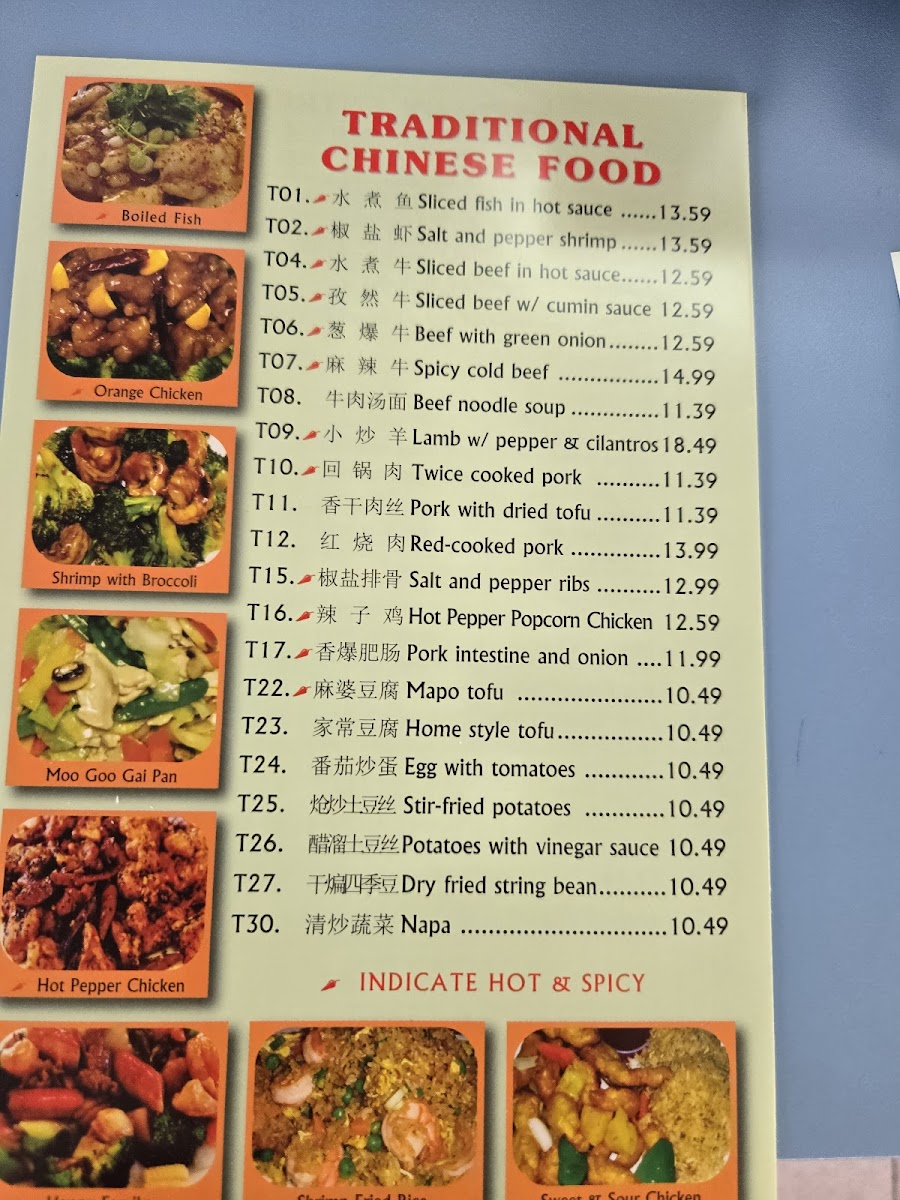 TRADITIONAL
CHINESE FOOD
T01. 水煮鱼 Sliced fish in hot sauce ......13.59
T02. 椒盐虾 Salt and pepper shrimp ......13.59
T04. 水煮牛 Sliced beef in hot sauce......12.59
T05. 孜然牛 Sliced beef w/ cumin sauce 12.59
T06. 葱爆牛 Beef with green onion........12.59
T07. 麻辣牛 Spicy cold beef ...............14.99
T08. 牛肉汤面 Beef noodle soup .............11.39
T09. 小炒羊 Lamb w/ pepper & cilantros 18.49
T10. 回锅肉 Twice cooked pork ..........11.39
T11. 香干肉丝 Pork with dried tofu ..........11.39
T12. 红烧肉 Red-cooked pork .............13.99
T15. 椒盐排骨 Salt and pepper ribs ..........12.99
T16. 辣子鸡 Hot Pepper Popcorn Chicken 12.59
T17. 香爆肥肠 Pork intestine and onion ....11.99
T22. 麻婆豆腐 Mapo tofu .....................10.49
T23. 家常豆腐 Home style tofu................10.49
T24. 番茄炒蛋 Egg with tomatoes ............10.49
T25. 炝炒土豆丝 Stir-fried potatoes ............10.49
T26. 醋溜土豆丝 Potatoes with vinegar sauce 10.49
T27. 干煸四季豆 Dry fried string bean..........10.49
T30. 清炒蔬菜 Napa ..............................10.49
INDICATE HOT & SPICY
Boiled Fish
Orange Chicken
Shrimp with Broccoli
Moo Goo Gai Pan
Hot Pepper Chicken
Happy Family
Shrimp Fried Rice
Sweet & Sour Chicken